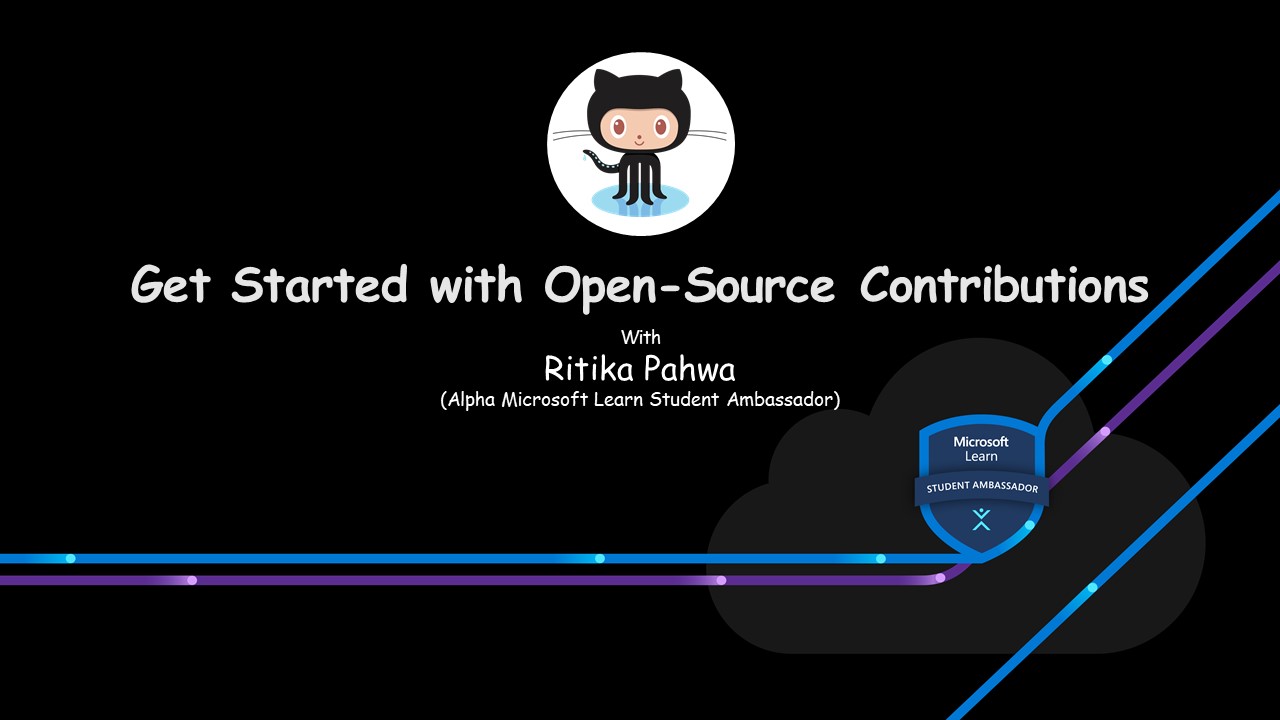 Get Started with Open-Source Contributions
With
Ritika Pahwa
(Alpha Microsoft Learn Student Ambassador)
Microsoft
Learn
STUDENT AMBASSADOR